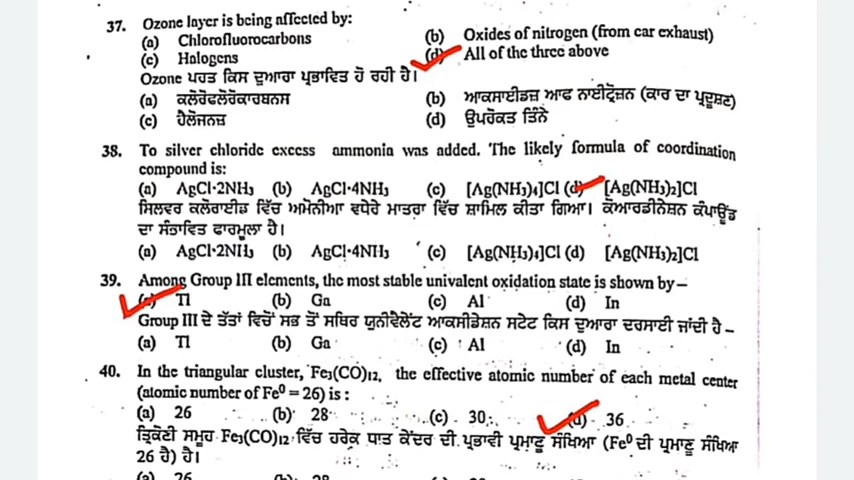 37. Ozone layer is being affected by:
(a) Chlorofluorocarbons (b) Oxides of nitrogen (from car exhaust)
(c) Halogens (d) All of the three above
Ozone ਪਰਤ ਕਿਸ ਦੁਆਰਾ ਪ੍ਰਭਾਵਿਤ ਹੋ ਰਹੀ ਹੈ।
(a) ਕਲੋਰੋਫਲੋਰੋਕਾਰਬਨਸ (b) ਆਕਸਾਈਡਜ਼ ਆਫ ਨਾਈਟ੍ਰੋਜ਼ਨ (ਕਾਰ ਦਾ ਪ੍ਰਦੂਸ਼ਣ)
(c) ਹੈਲੋਜਨਜ਼ (d) ਉਪਰੋਕਤ ਤਿੰਨੇ
38. To silver chloride excess ammonia was added. The likely formula of coordination
compound is:
(a) AgCl·2NH₃ (b) AgCl·4NH₃ (c) [Ag(NH₃)₄]Cl (d) [Ag(NH₃)₂]Cl
ਸਿਲਵਰ ਕਲੋਰਾਈਡ ਵਿੱਚ ਅਮੋਨੀਆ ਵਧੇਰੇ ਮਾਤਰਾ ਵਿੱਚ ਸ਼ਾਮਿਲ ਕੀਤਾ ਗਿਆ। ਕੋਆਰਡੀਨੇਸ਼ਨ ਕੰਪਾਊਂਡ
ਦਾ ਸੰਭਾਵਿਤ ਫਾਰਮੂਲਾ ਹੈ।
(a) AgCl·2NH₃ (b) AgCl·4NH₃ (c) [Ag(NH₃)₄]Cl (d) [Ag(NH₃)₂]Cl
39. Among Group III elements, the most stable univalent oxidation state is shown by–
(a) Tl (b) Ga (c) Al (d) In
Group III ਦੇ ਤੱਤਾਂ ਵਿਚੋਂ ਸਭ ਤੋਂ ਸਥਿਰ ਯੂਨੀਵੈਲੇਂਟ ਆਕਸੀਡੇਸ਼ਨ ਸਟੇਟ ਕਿਸ ਦੁਆਰਾ ਦਰਸਾਈ ਜਾਂਦੀ ਹੈ –
(a) Tl (b) Ga (c) Al (d) In
40. In the triangular cluster, Fe₃(CO)₁₂, the effective atomic number of each metal center
(atomic number of Fe⁰ = 26) is :
(a) 26 (b) 28 (c) 30 (d) 36
ਤ੍ਰਿਕੋਣੀ ਸਮੂਹ Fe₃(CO)₁₂ ਵਿੱਚ ਹਰੇਕ ਧਾਤ ਕੇਂਦਰ ਦੀ ਪ੍ਰਭਾਵੀ ਪ੍ਰਮਾਣੂ ਸੰਖਿਆ (Fe⁰ ਦੀ ਪ੍ਰਮਾਣੂ ਸੰਖਿਆ
26 ਹੈ) ਹੈ।
(a) 26 (b) 28